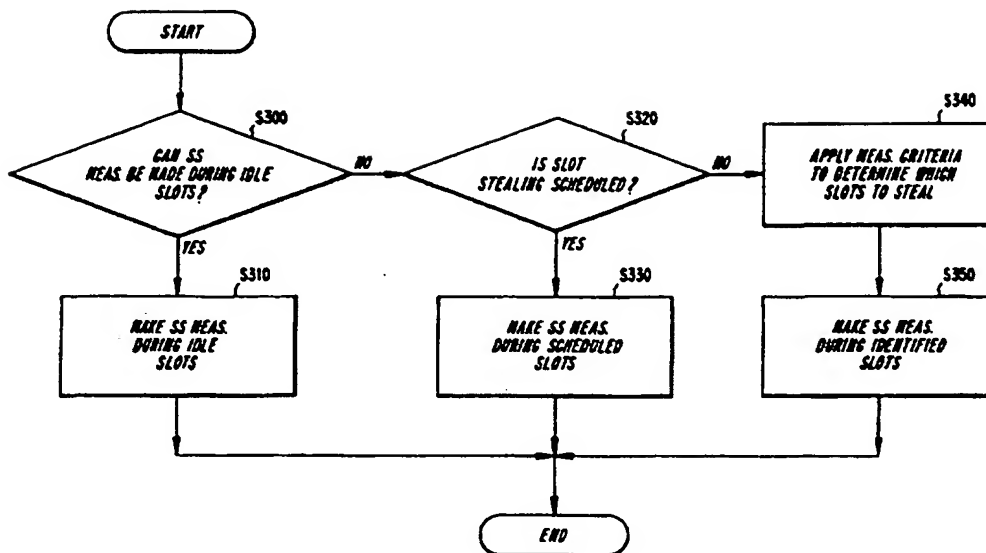 START
S300
CAN SS
MEAS. BE MADE DURING IDLE
SLOTS?
NO
YES
S310
MAKE SS MEAS.
DURING IDLE
SLOTS
S320
IS SLOT
STEALING SCHEDULED?
NO
YES
S330
MAKE SS MEAS.
DURING SCHEDULED
SLOTS
S340
APPLY MEAS. CRITERIA
TO DETERMINE WHICH
SLOTS TO STEAL
S350
MAKE SS MEAS.
DURING IDENTIFIED
SLOTS
END